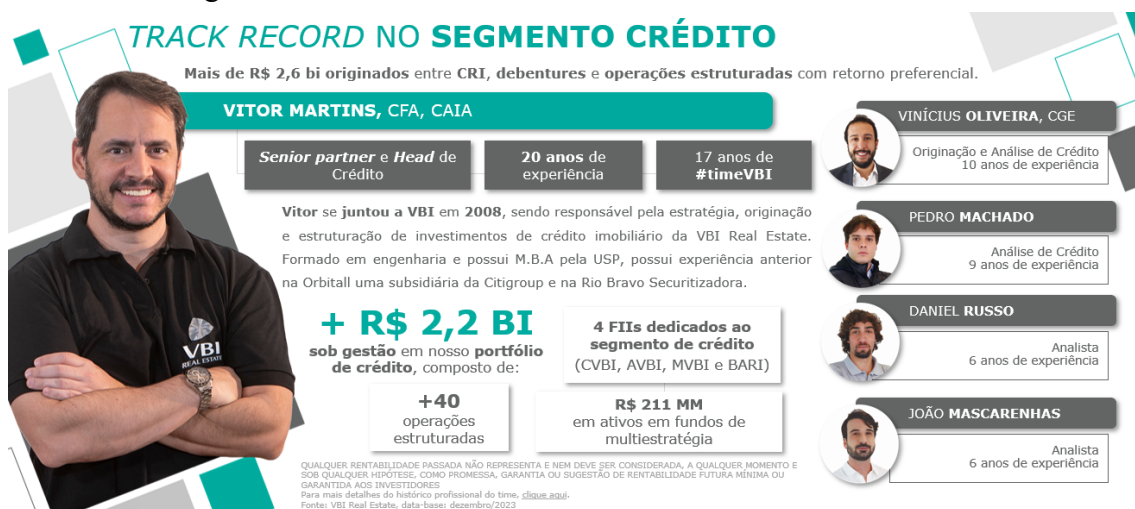 TRACK RECORD NO SEGMENTO CRÉDITO
Mais de R$ 2,6 bi originados entre CRI, debentures e operações estruturadas com retorno preferencial.
VITOR MARTINS, CFA, CAIA
Senior partner e Head de
Crédito
20 anos de
experiência
17 anos de
#timeVBI
Vitor se juntou a VBI em 2008, sendo responsável pela estratégia, originação
e estruturação de investimentos de crédito imobiliário da VBI Real Estate.
Formado em engenharia e possui M.B.A pela USP, possui experiência anterior
na Orbitall uma subsidiária da Citigroup e na Rio Bravo Securitizadora.
+ R$ 2,2 BI
sob gestão em nosso portfólio
de crédito, composto de:
4 FIIs dedicados ao
segmento de crédito
(CVBI, AVBI, MVBI e BARI)
+40
operações
estruturadas
R$ 211 MM
em ativos em fundos de
multiestratégia
QUALQUER RENTABILIDADE PASSADA NÃO REPRESENTA E NEM DEVE SER CONSIDERADA, A QUALQUER MOMENTO E
SOB QUALQUER HIPÓTESE, COMO PROMESSA, GARANTIA OU SUGESTÃO DE RENTABILIDADE FUTURA MÍNIMA OU
GARANTIDA AOS INVESTIDORES
Para mais detalhes do histórico profissional do time, clique aqui.
Fonte: VBI Real Estate, data-base: dezembro/2023
VBI
REAL ESTATE
VINÍCIUS OLIVEIRA, CGE
Originação e Análise de Crédito
10 anos de experiência
PEDRO MACHADO
Análise de Crédito
9 anos de experiência
DANIEL RUSSO
Analista
6 anos de experiência
JOÃO MASCARENHAS
Analista
6 anos de experiência